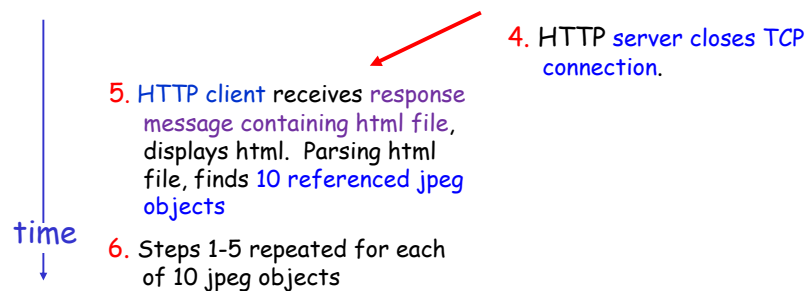 4. HTTP server closes TCP
connection.
5. HTTP client receives response
message containing html file,
displays html. Parsing html
file, finds 10 referenced jpeg
objects
time
6. Steps 1-5 repeated for each
of 10 jpeg objects